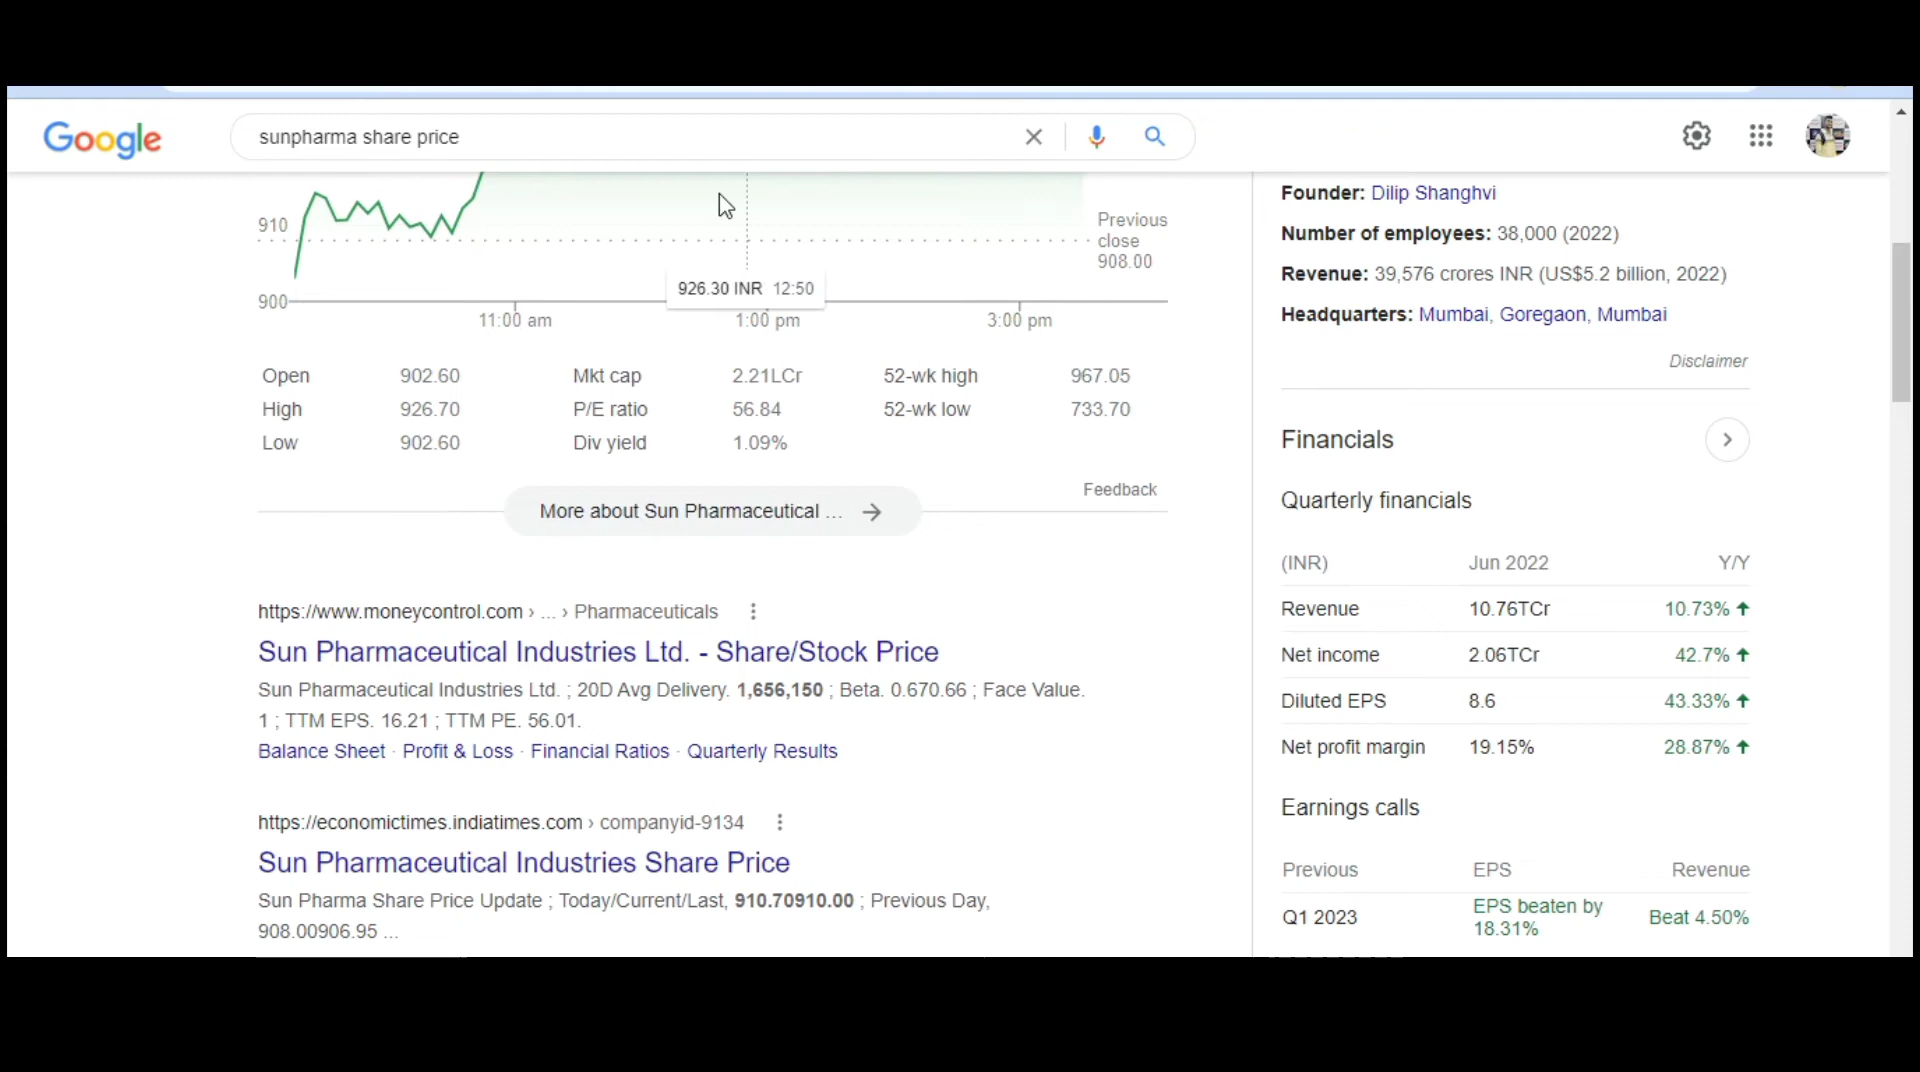 Google
sunpharma share price
910
Previous
close
908.00
926.30 INR 12:50
900
11:00 am 1:00 pm 3:00 pm
Open 902.60 Mkt cap 2.21LCr 52-wk high 967.05
High 926.70 P/E ratio 56.84 52-wk low 733.70
Low 902.60 Div yield 1.09%
Feedback
More about Sun Pharmaceutical ...
https://www.moneycontrol.com › ... › Pharmaceuticals
Sun Pharmaceutical Industries Ltd. - Share/Stock Price
Sun Pharmaceutical Industries Ltd. ; 20D Avg Delivery. 1,656,150 ; Beta. 0.670.66 ; Face Value.
1 ; TTM EPS. 16.21 ; TTM PE. 56.01.
Balance Sheet · Profit & Loss · Financial Ratios · Quarterly Results
https://economictimes.indiatimes.com › companyid-9134
Sun Pharmaceutical Industries Share Price
Sun Pharma Share Price Update ; Today/Current/Last, 910.70910.00 ; Previous Day,
908.00906.95 ...
Founder: Dilip Shanghvi
Number of employees: 38,000 (2022)
Revenue: 39,576 crores INR (US$5.2 billion, 2022)
Headquarters: Mumbai, Goregaon, Mumbai
Disclaimer
Financials
Quarterly financials
(INR) Jun 2022 Y/Y
Revenue 10.76TCr 10.73%
Net income 2.06TCr 42.7%
Diluted EPS 8.6 43.33%
Net profit margin 19.15% 28.87%
Earnings calls
Previous EPS Revenue
Q1 2023 EPS beaten by 18.31% Beat 4.50%